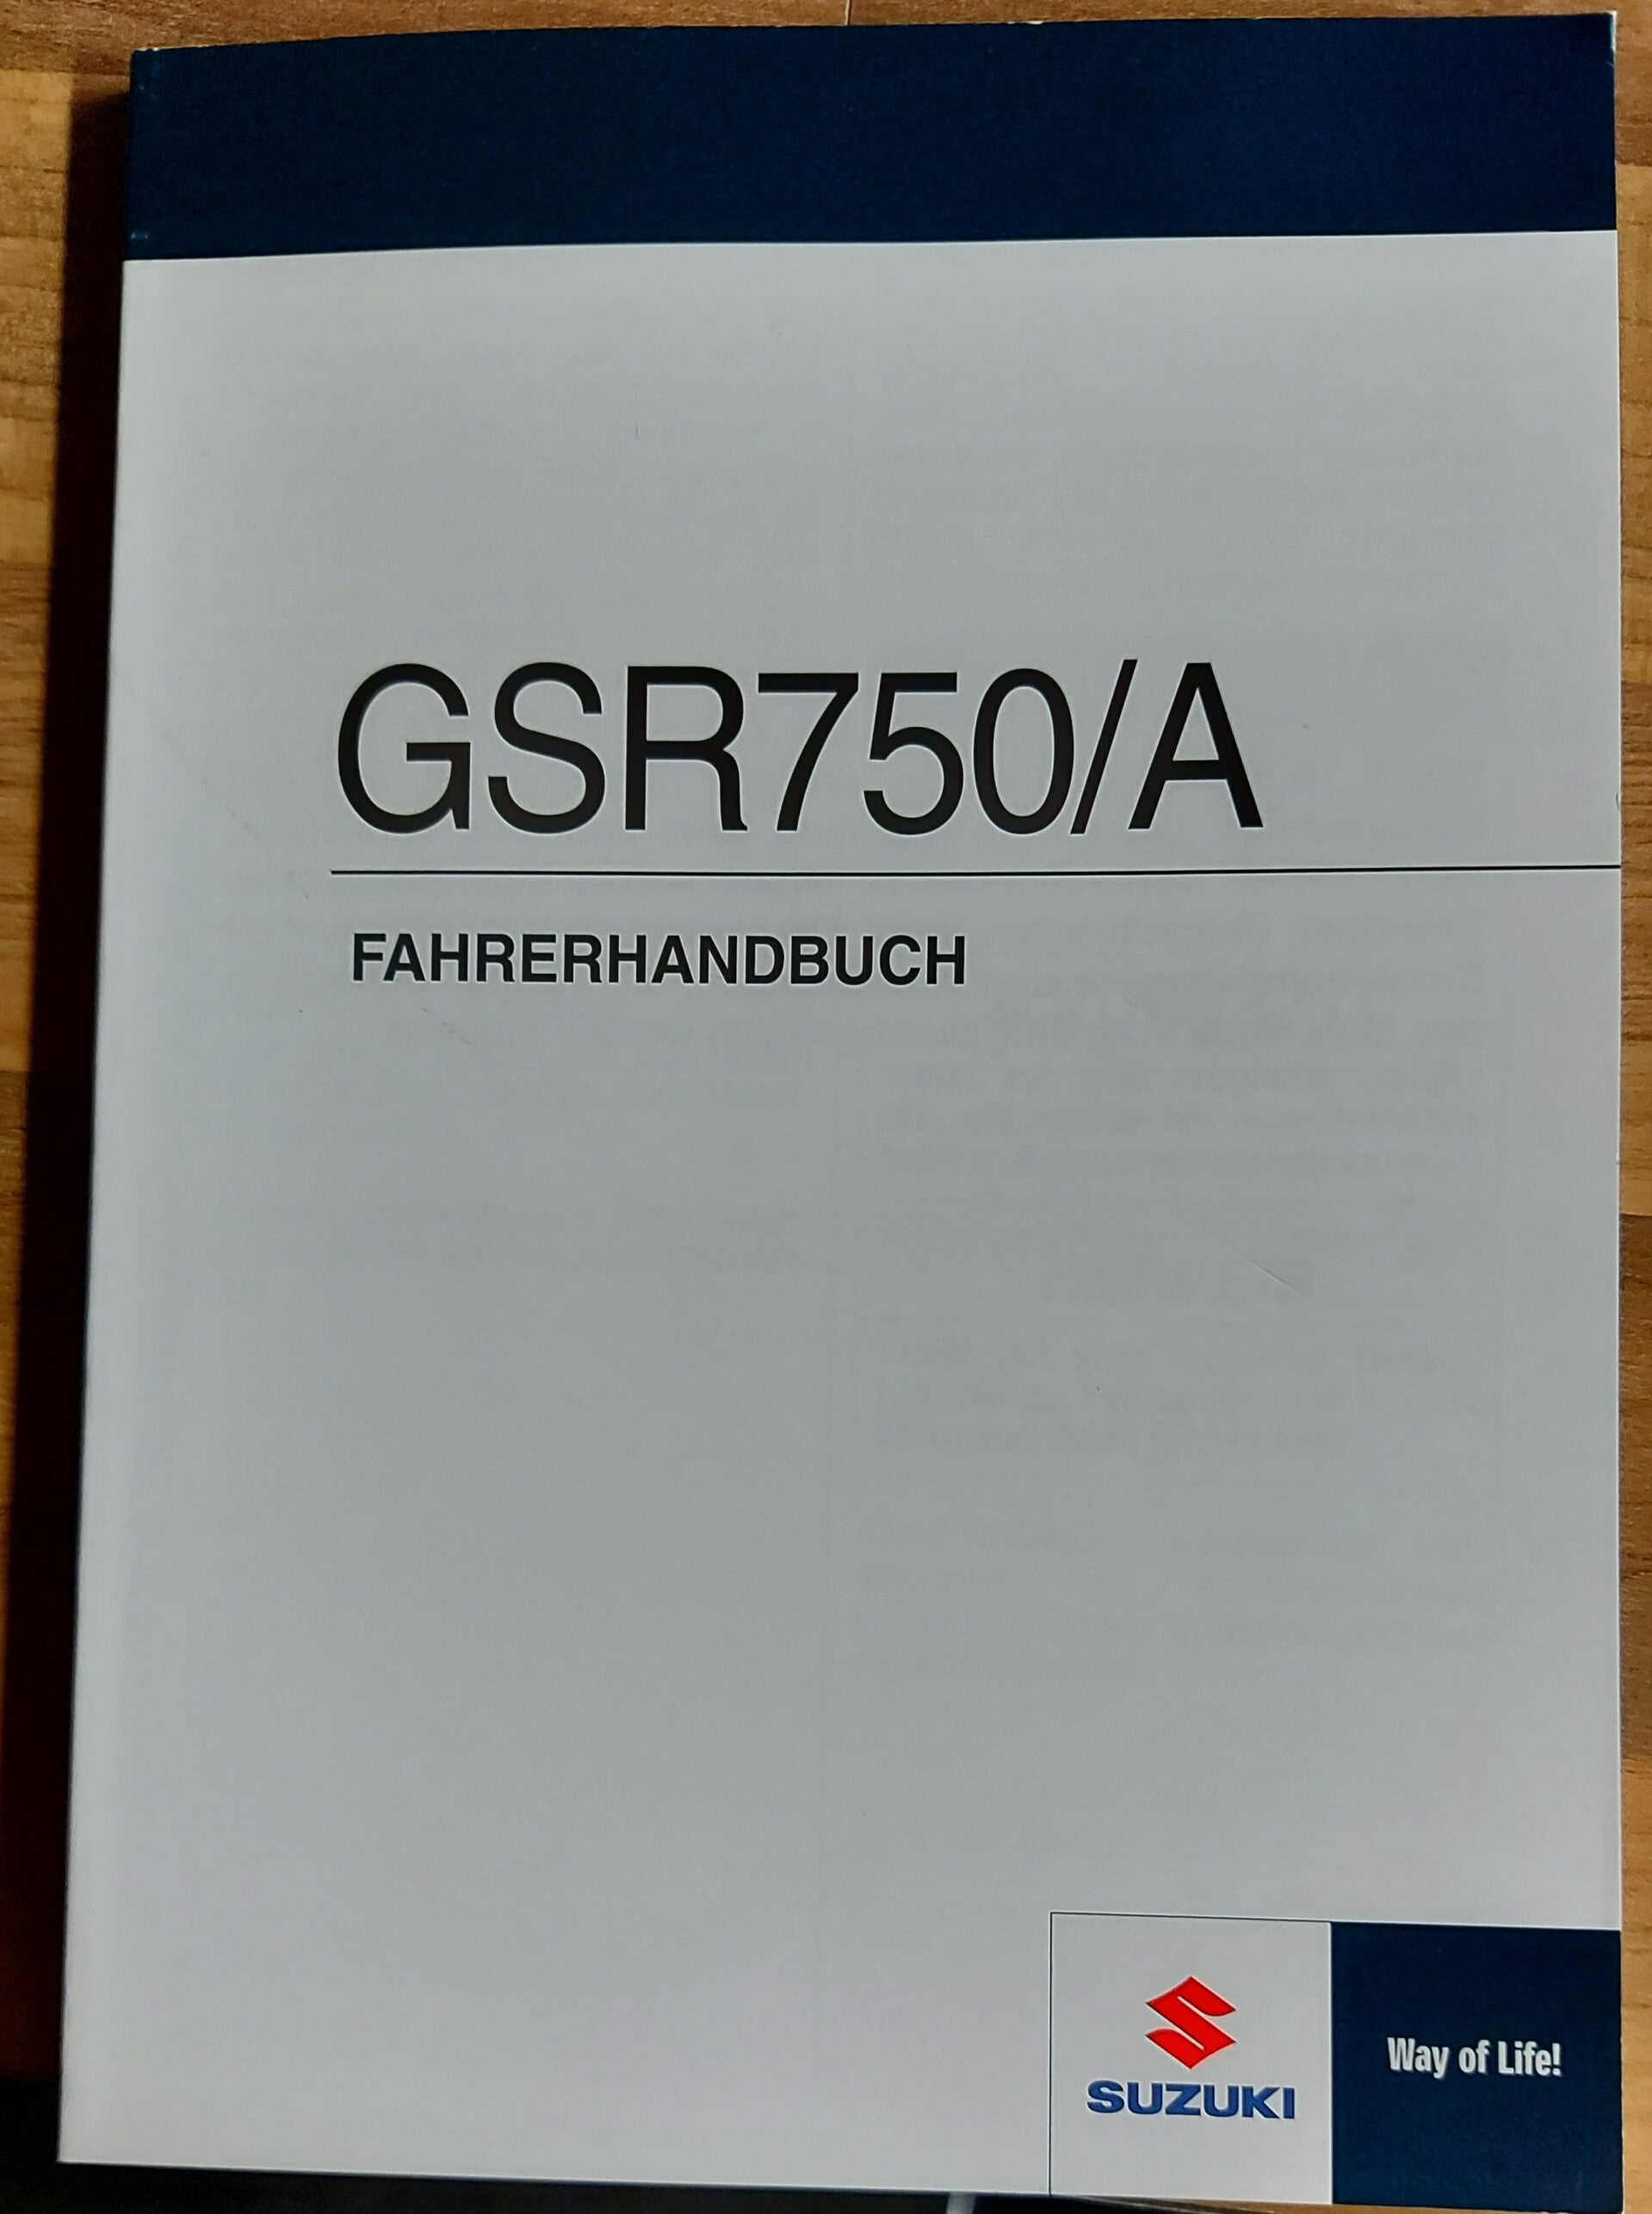 GSR750/A
FAHRERHANDBUCH
SUZUKI
Way of Life!